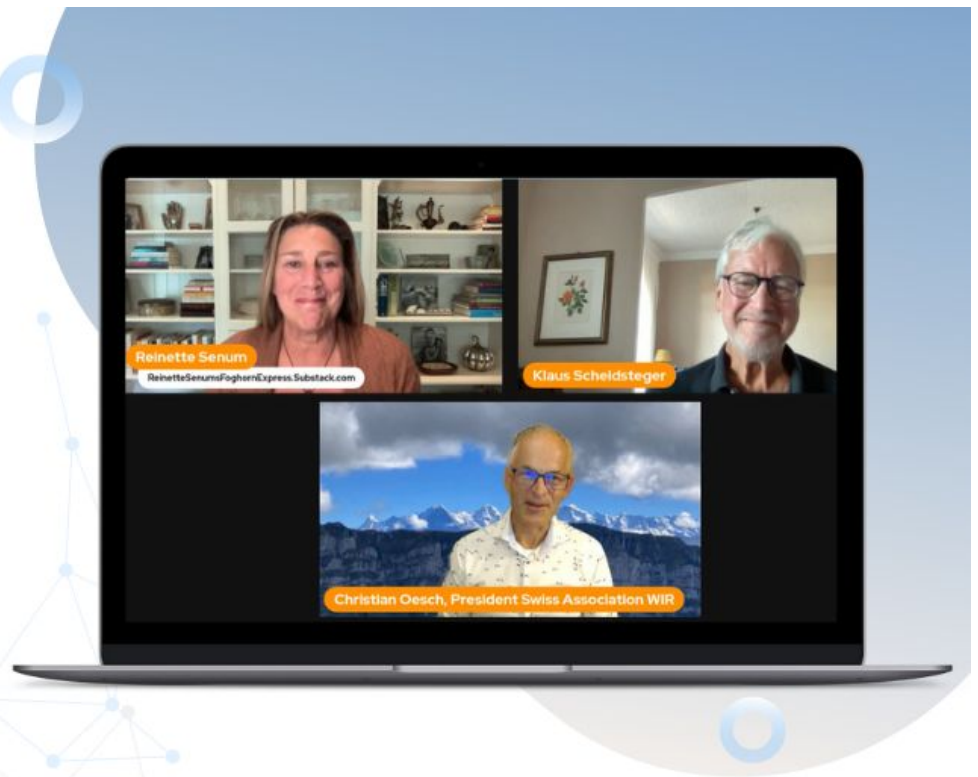 Reinette Senum
ReinetteSenumsFoghornExpress.Substack.com
Klaus Scheidsteger
Christian Oesch, President Swiss Association WIR